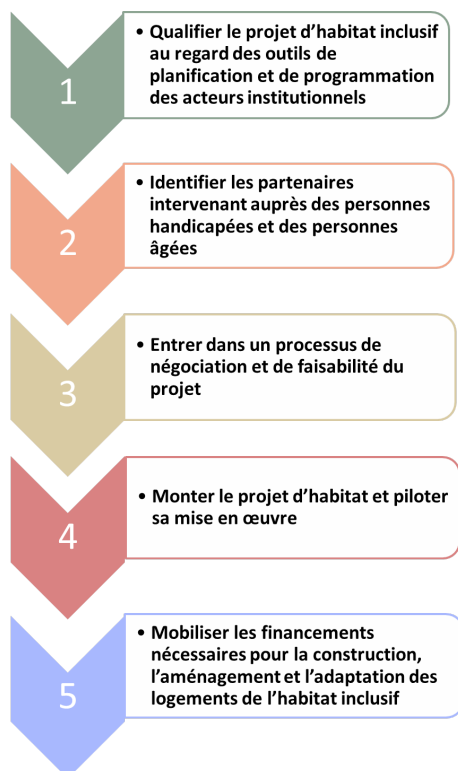 1
• Qualifier le projet d’habitat inclusif
au regard des outils de
planification et de programmation
des acteurs institutionnels
2
• Identifier les partenaires
intervenant auprès des personnes
handicapées et des personnes
âgées
3
• Entrer dans un processus de
négociation et de faisabilité du
projet
4
• Monter le projet d’habitat et piloter
sa mise en œuvre
5
• Mobiliser les financements
nécessaires pour la construction,
l’aménagement et l’adaptation des
logements de l’habitat inclusif